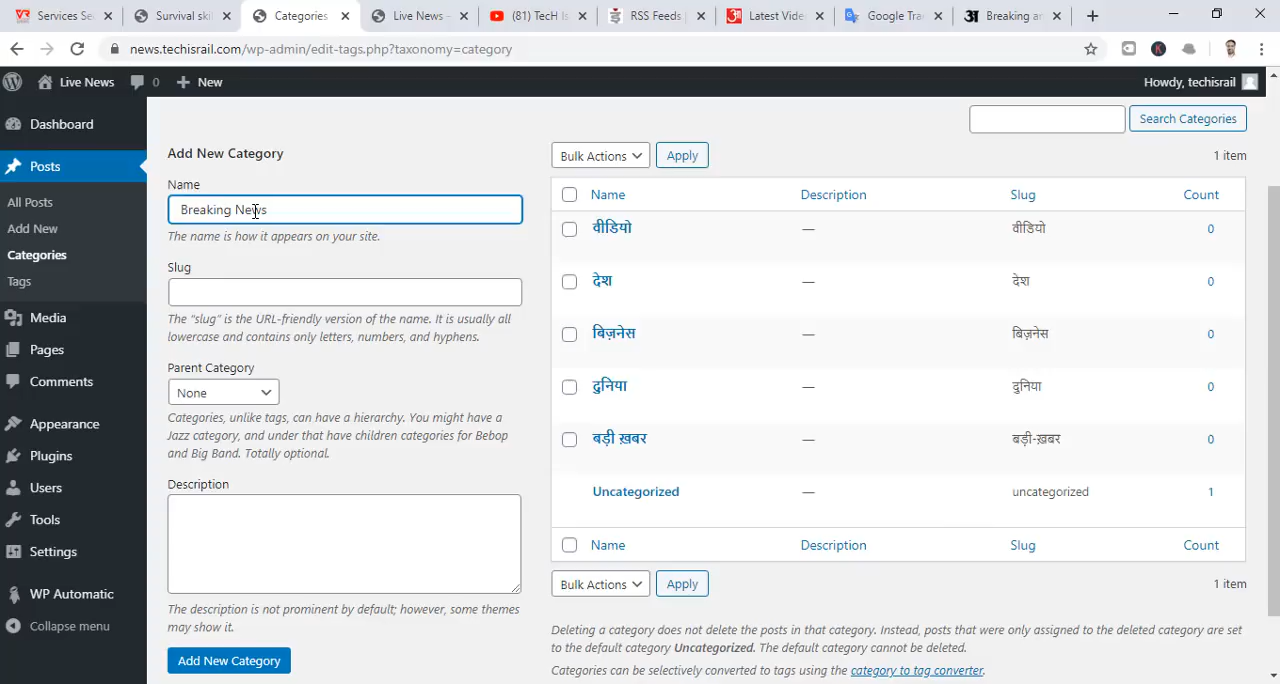 Services Se
Survival ski
Categories
Live News –
(81) TecH Is
RSS Feeds
Latest Vide
Google Tra
Breaking a
news.techisrail.com/wp-admin/edit-tags.php?taxonomy=category
Live News 0 + New Howdy, techisrail
Dashboard
Posts
All Posts
Add New
Categories
Tags
Media
Pages
Comments
Appearance
Plugins
Users
Tools
Settings
WP Automatic
Collapse menu
Add New Category
Name
Breaking News
The name is how it appears on your site.
Slug
The “slug” is the URL-friendly version of the name. It is usually all
lowercase and contains only letters, numbers, and hyphens.
Parent Category
None
Categories, unlike tags, can have a hierarchy. You might have a
Jazz category, and under that have children categories for Bebop
and Big Band. Totally optional.
Description
The description is not prominent by default; however, some themes
may show it.
Add New Category
Search Categories
Bulk Actions Apply 1 item
Name Description Slug Count
वीडियो — वीडियो 0
देश — देश 0
बिज़नेस — बिज़नेस 0
दुनिया — दुनिया 0
बड़ी ख़बर — बड़ी-ख़बर 0
Uncategorized — uncategorized 1
Name Description Slug Count
Bulk Actions Apply 1 item
Deleting a category does not delete the posts in that category. Instead, posts that were only assigned to the deleted category are set
to the default category Uncategorized. The default category cannot be deleted.
Categories can be selectively converted to tags using the category to tag converter.